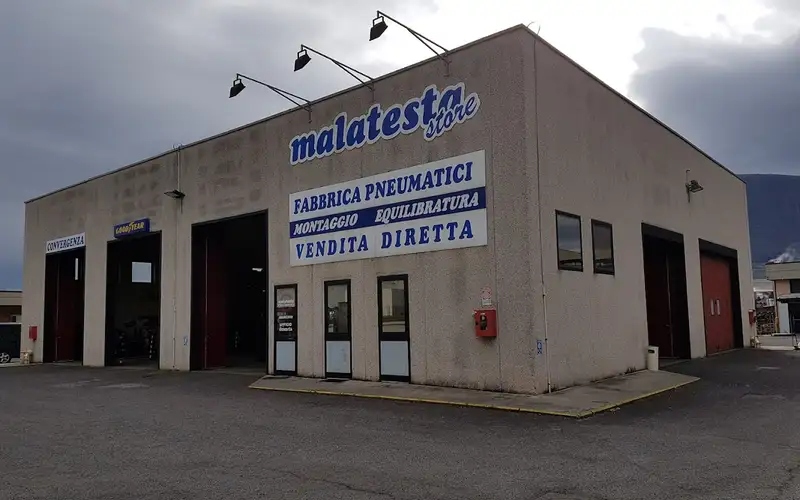 malatesta
store
FABBRICA PNEUMATICI
MONTAGGIO EQUILIBRATURA
VENDITA DIRETTA
CONVERGENZA
GOODYEAR